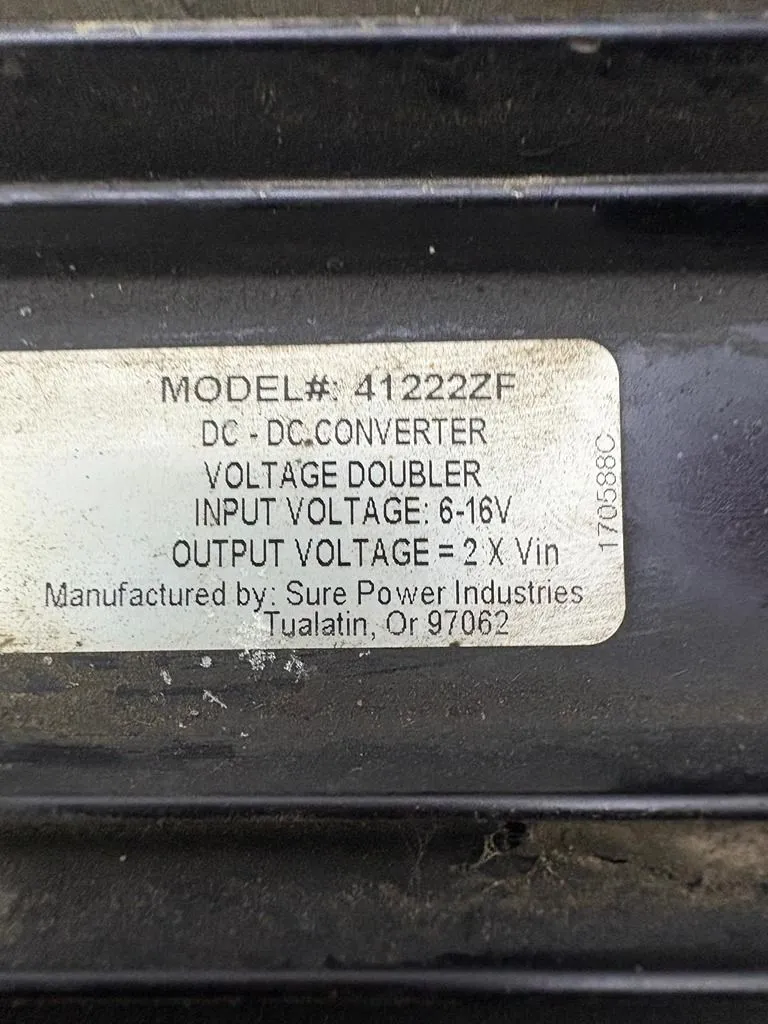 MODEL#: 41222ZF
DC - DC CONVERTER
VOLTAGE DOUBLER
INPUT VOLTAGE: 6-16V
OUTPUT VOLTAGE = 2 X Vin
Manufactured by: Sure Power Industries
Tualatin, Or 97062
170588C